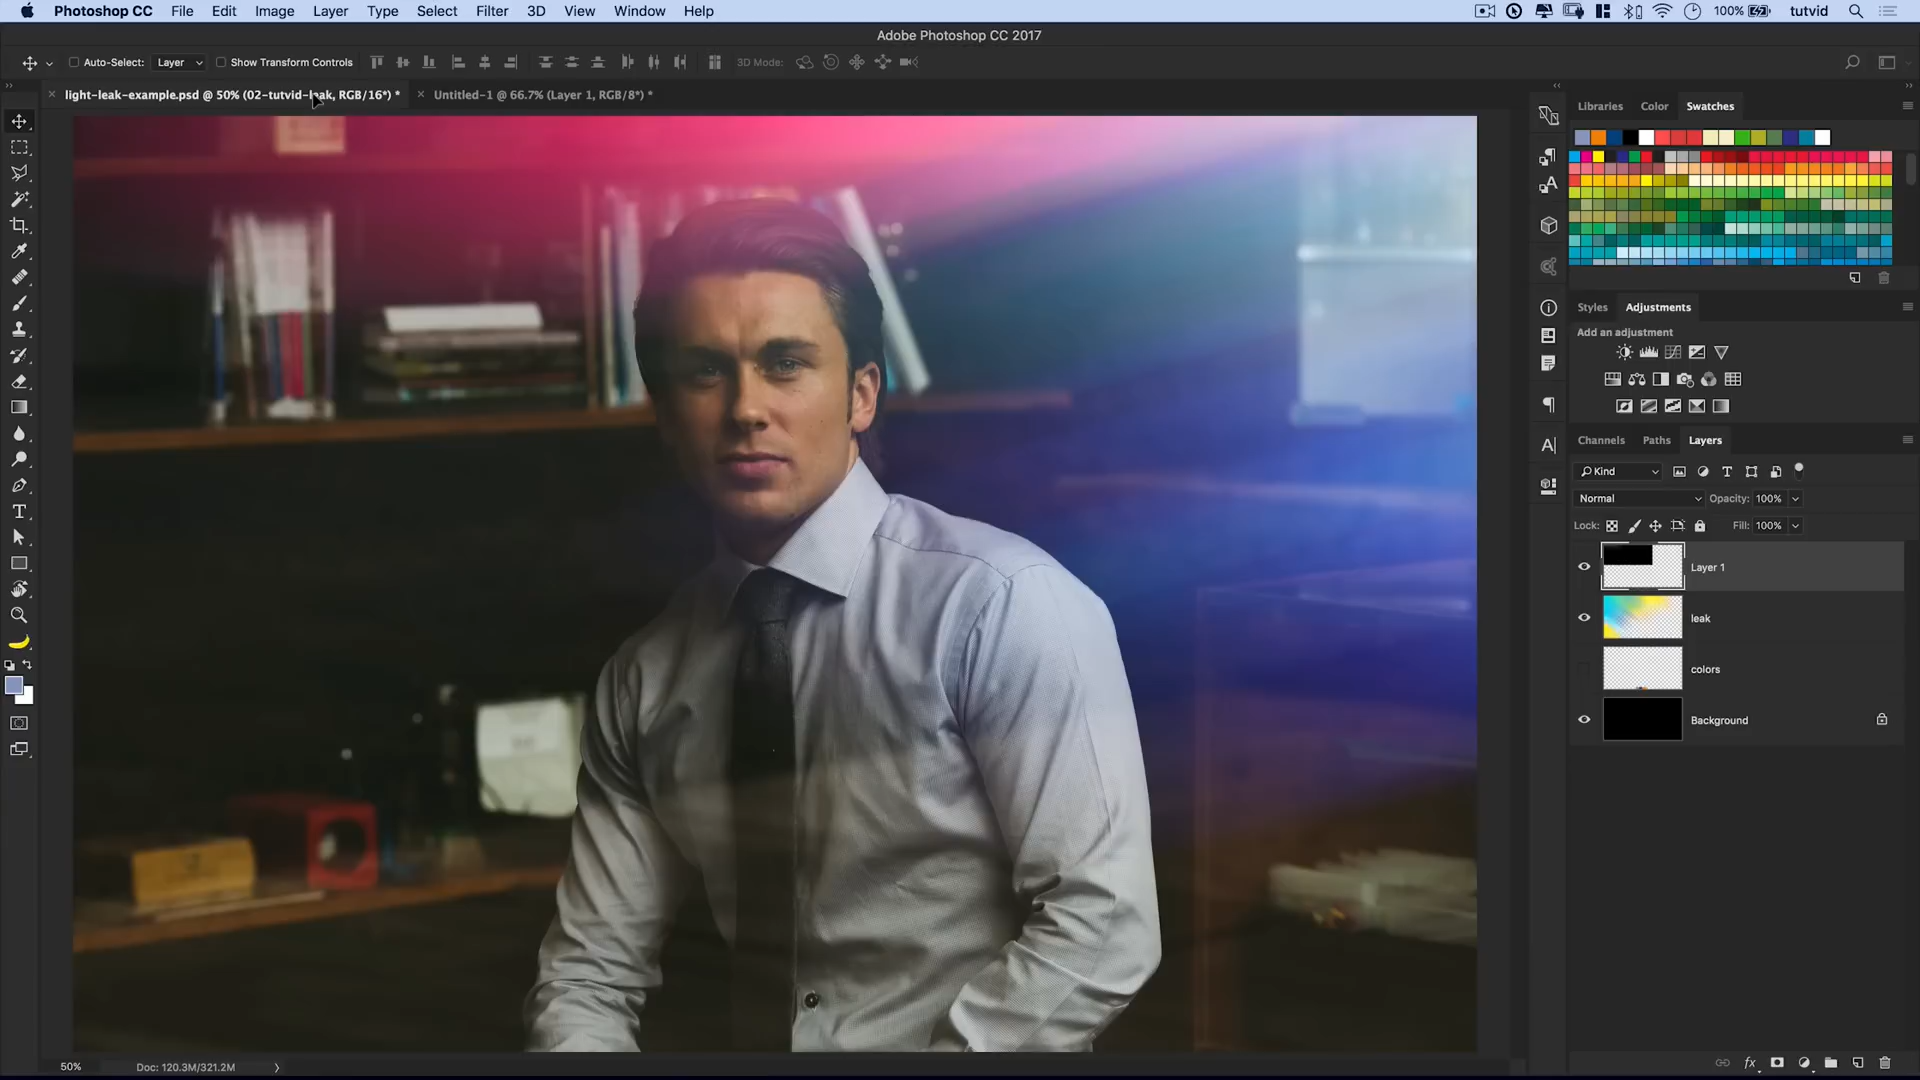 Photoshop CC File Edit Image Layer Type Select Filter 3D View Window Help 100% tutvid
Adobe Photoshop CC 2017
Auto-Select: Layer Show Transform Controls 3D Mode:
light-leak-example.psd @ 50% (02-tutvid-leak, RGB/16*) * Untitled-1 @ 66.7% (Layer 1, RGB/8*) *
Libraries Color Swatches
Styles Adjustments
Add an adjustment
Channels Paths Layers
Kind
Normal Opacity: 100%
Lock: Fill: 100%
Layer 1
leak
colors
Background
50% Doc: 120.3M/321.2M